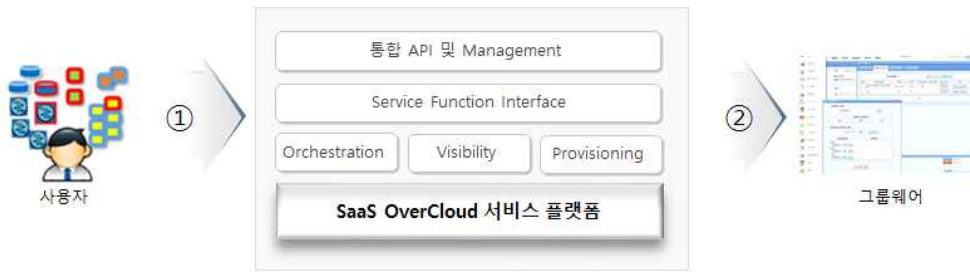 통합 API 및 Management
①
Service Function Interface
②
Orchestration
Visibility
Provisioning
사용자
SaaS OverCloud 서비스 플랫폼
그룹웨어